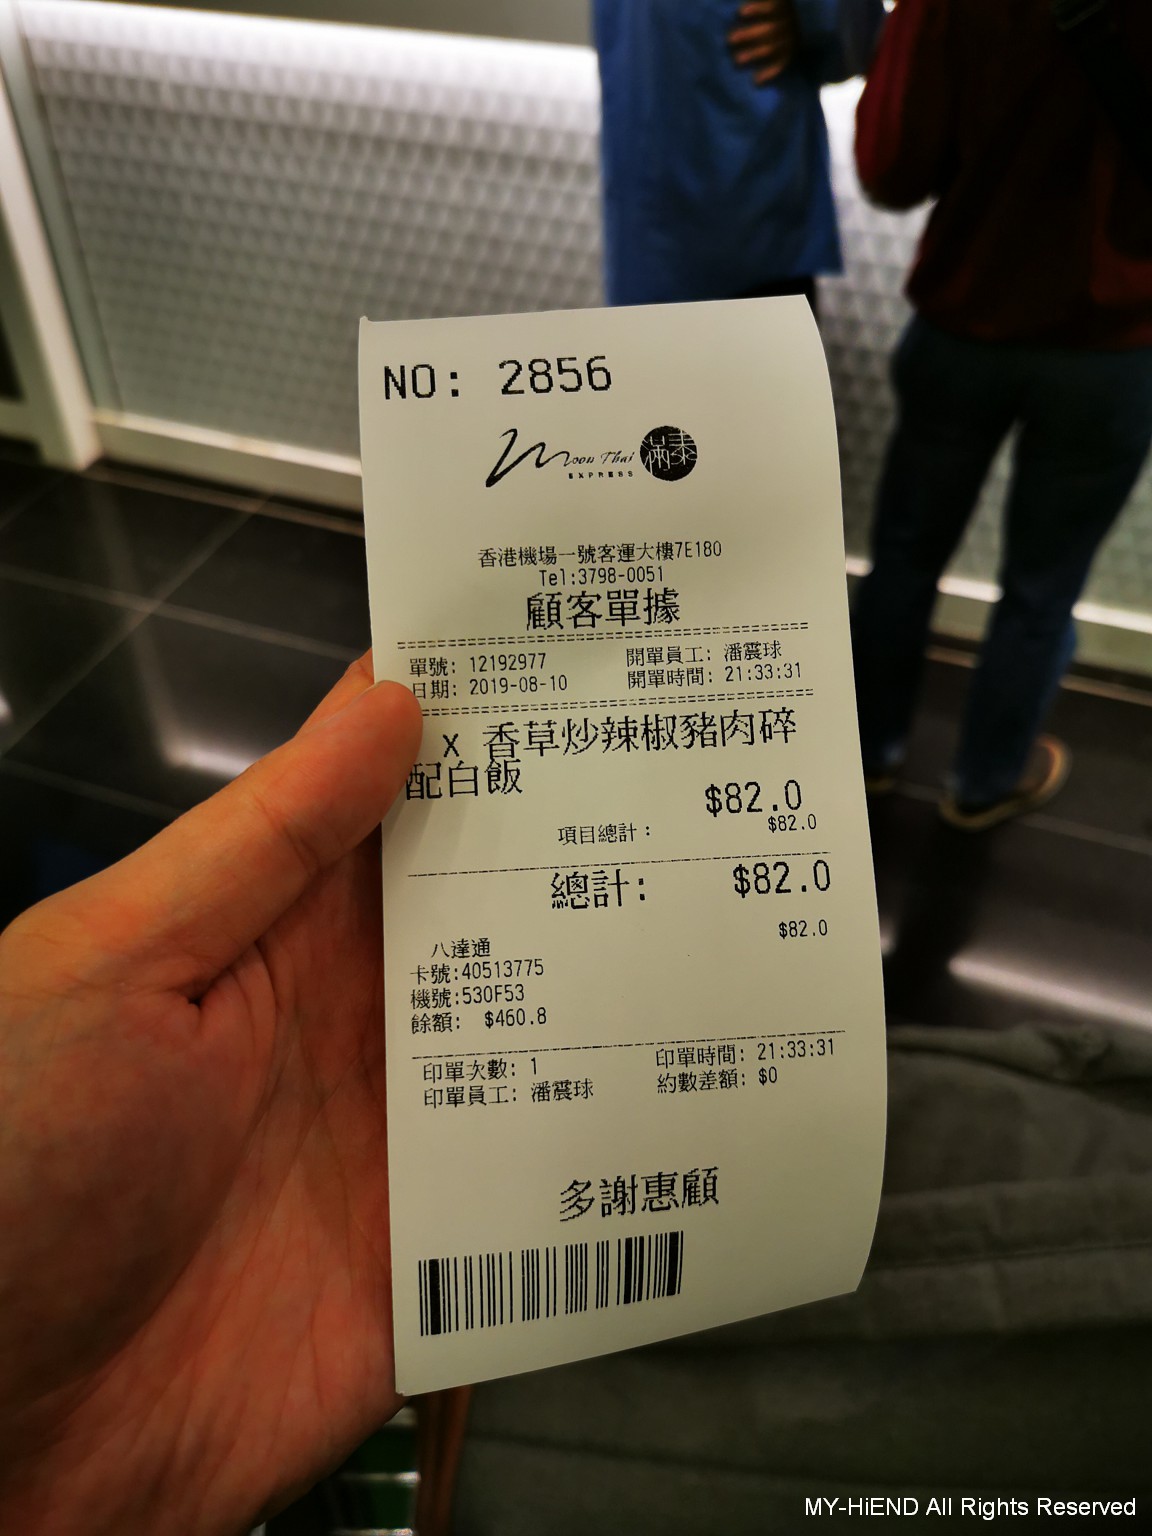 NO: 2856
Moon Thai 滿泰
EXPRESS
香港機場一號客運大樓7E180
Tel:3798-0051
顧客單據
單號: 12192977 開單員工: 潘震球
日期: 2019-08-10 開單時間: 21:33:31
x 香草炒辣椒豬肉碎
配白飯
$82.0
項目總計: $82.0
總計: $82.0
八達通 $82.0
卡號:40513775
機號:530F53
餘額: $460.8
印單次數: 1 印單時間: 21:33:31
印單員工: 潘震球 約數差額: $0
多謝惠顧
MY-HiEND All Rights Reserved